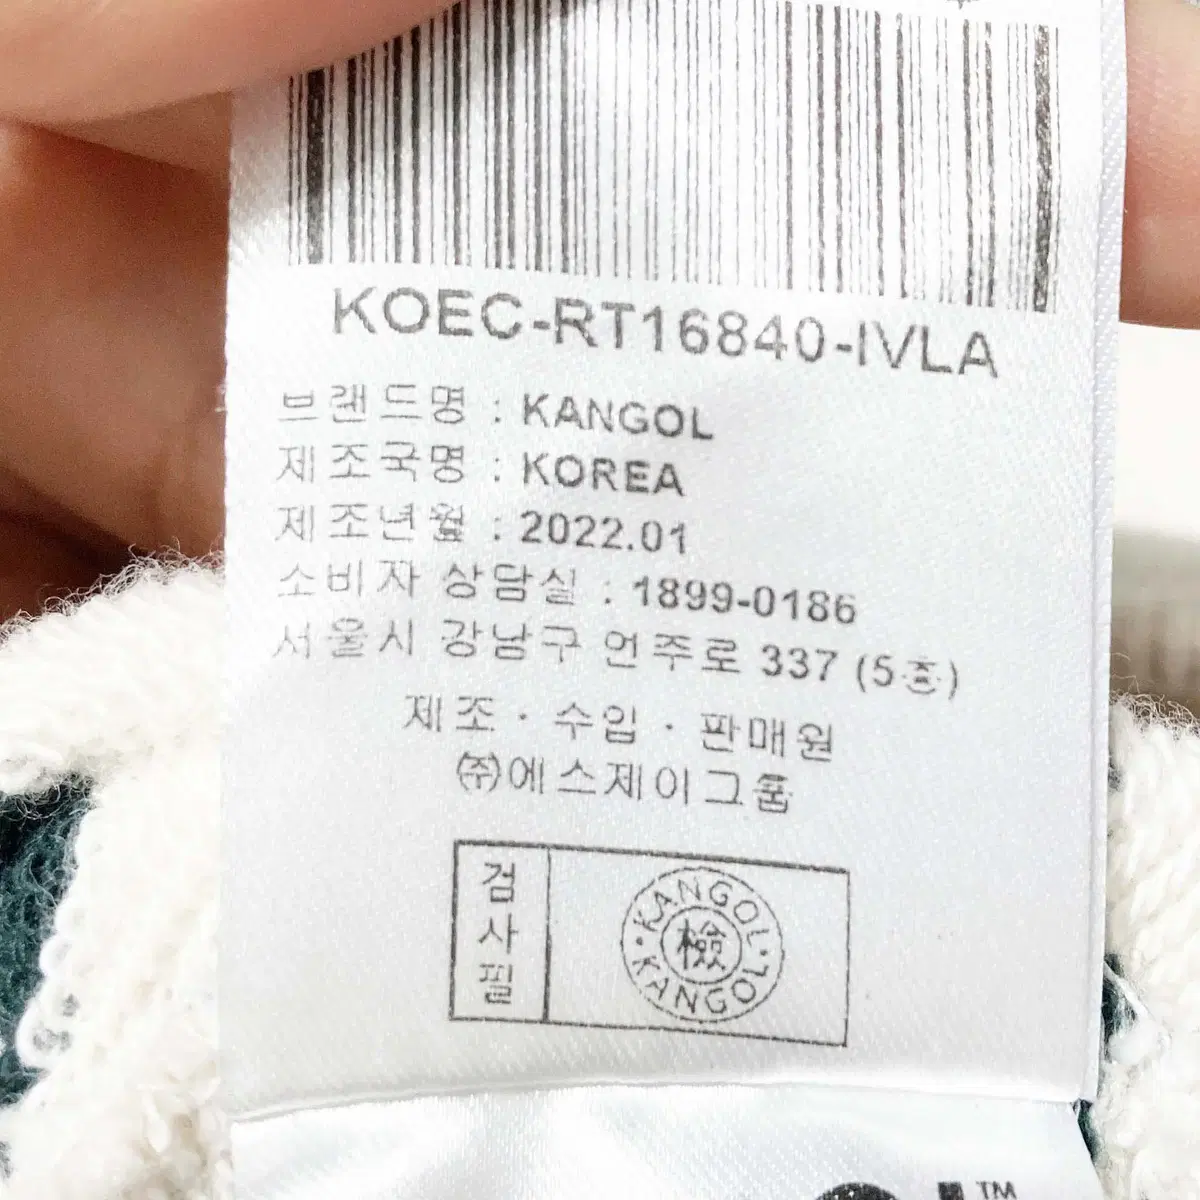 KOEC-RT16840-IVLA
브랜드명 : KANGOL
제조국명 : KOREA
제조년월 : 2022.01
소비자 상담실 : 1899-0186
서울시 강남구 언주로 337 (5층)
제조 · 수입 · 판매원
㈜에스제이그룹
검사필
KANGOL
檢
KANGOL
TM